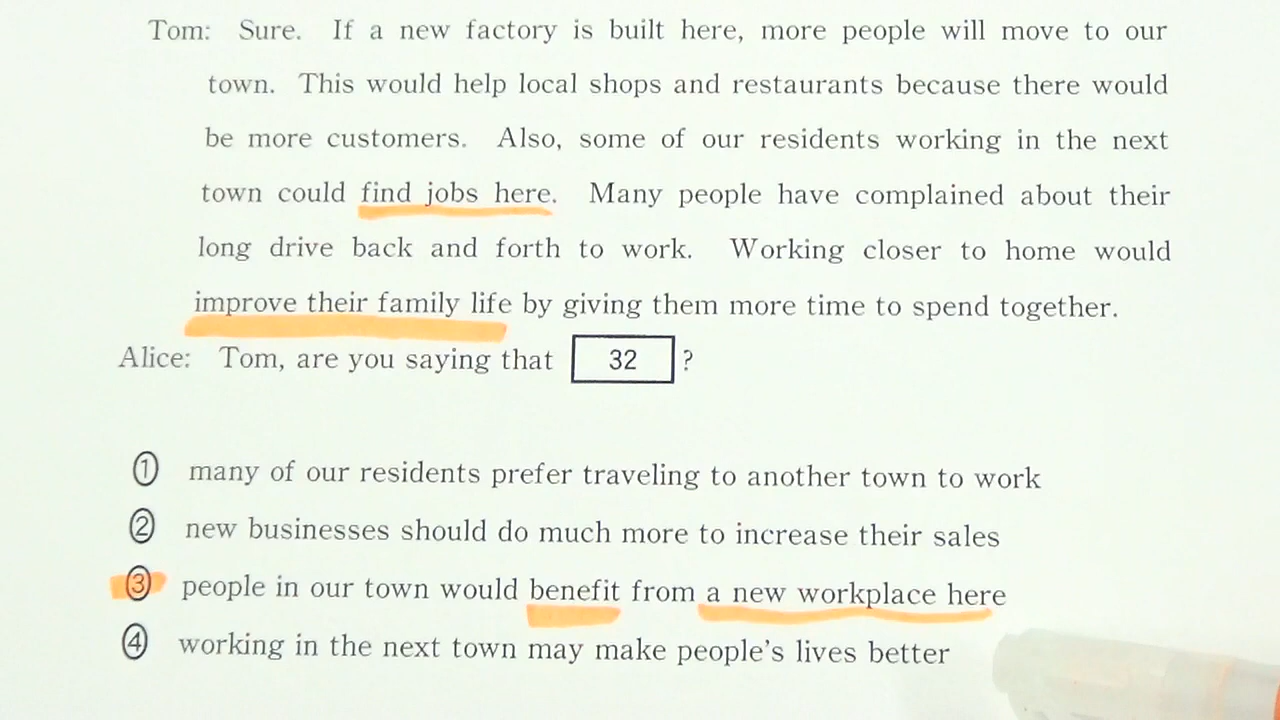 Tom: Sure. If a new factory is built here, more people will move to our
town. This would help local shops and restaurants because there would
be more customers. Also, some of our residents working in the next
town could find jobs here. Many people have complained about their
long drive back and forth to work. Working closer to home would
improve their family life by giving them more time to spend together.
Alice: Tom, are you saying that 32 ?
① many of our residents prefer traveling to another town to work
② new businesses should do much more to increase their sales
③ people in our town would benefit from a new workplace here
④ working in the next town may make people's lives better